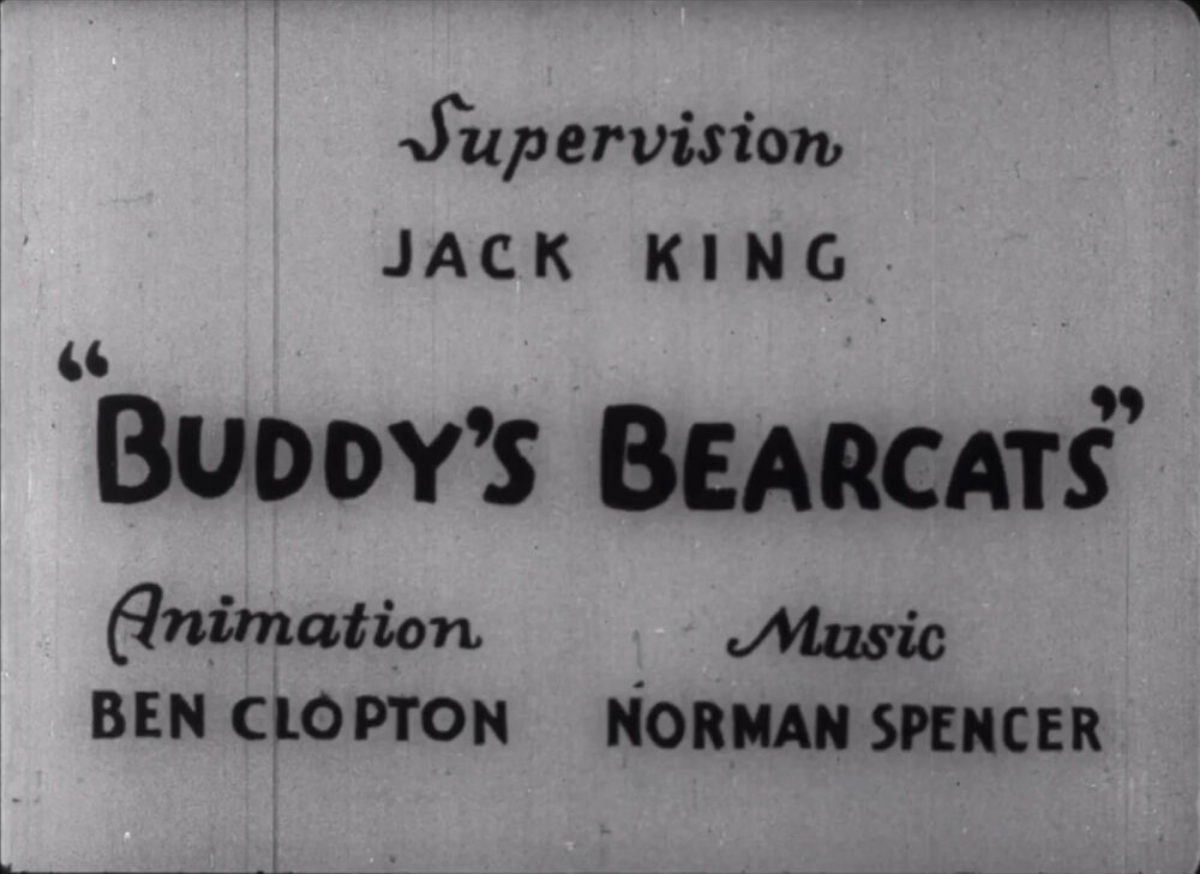 Supervision
JACK KING
“BUDDY'S BEARCATS”
Animation
BEN CLOPTON
Music
NORMAN SPENCER